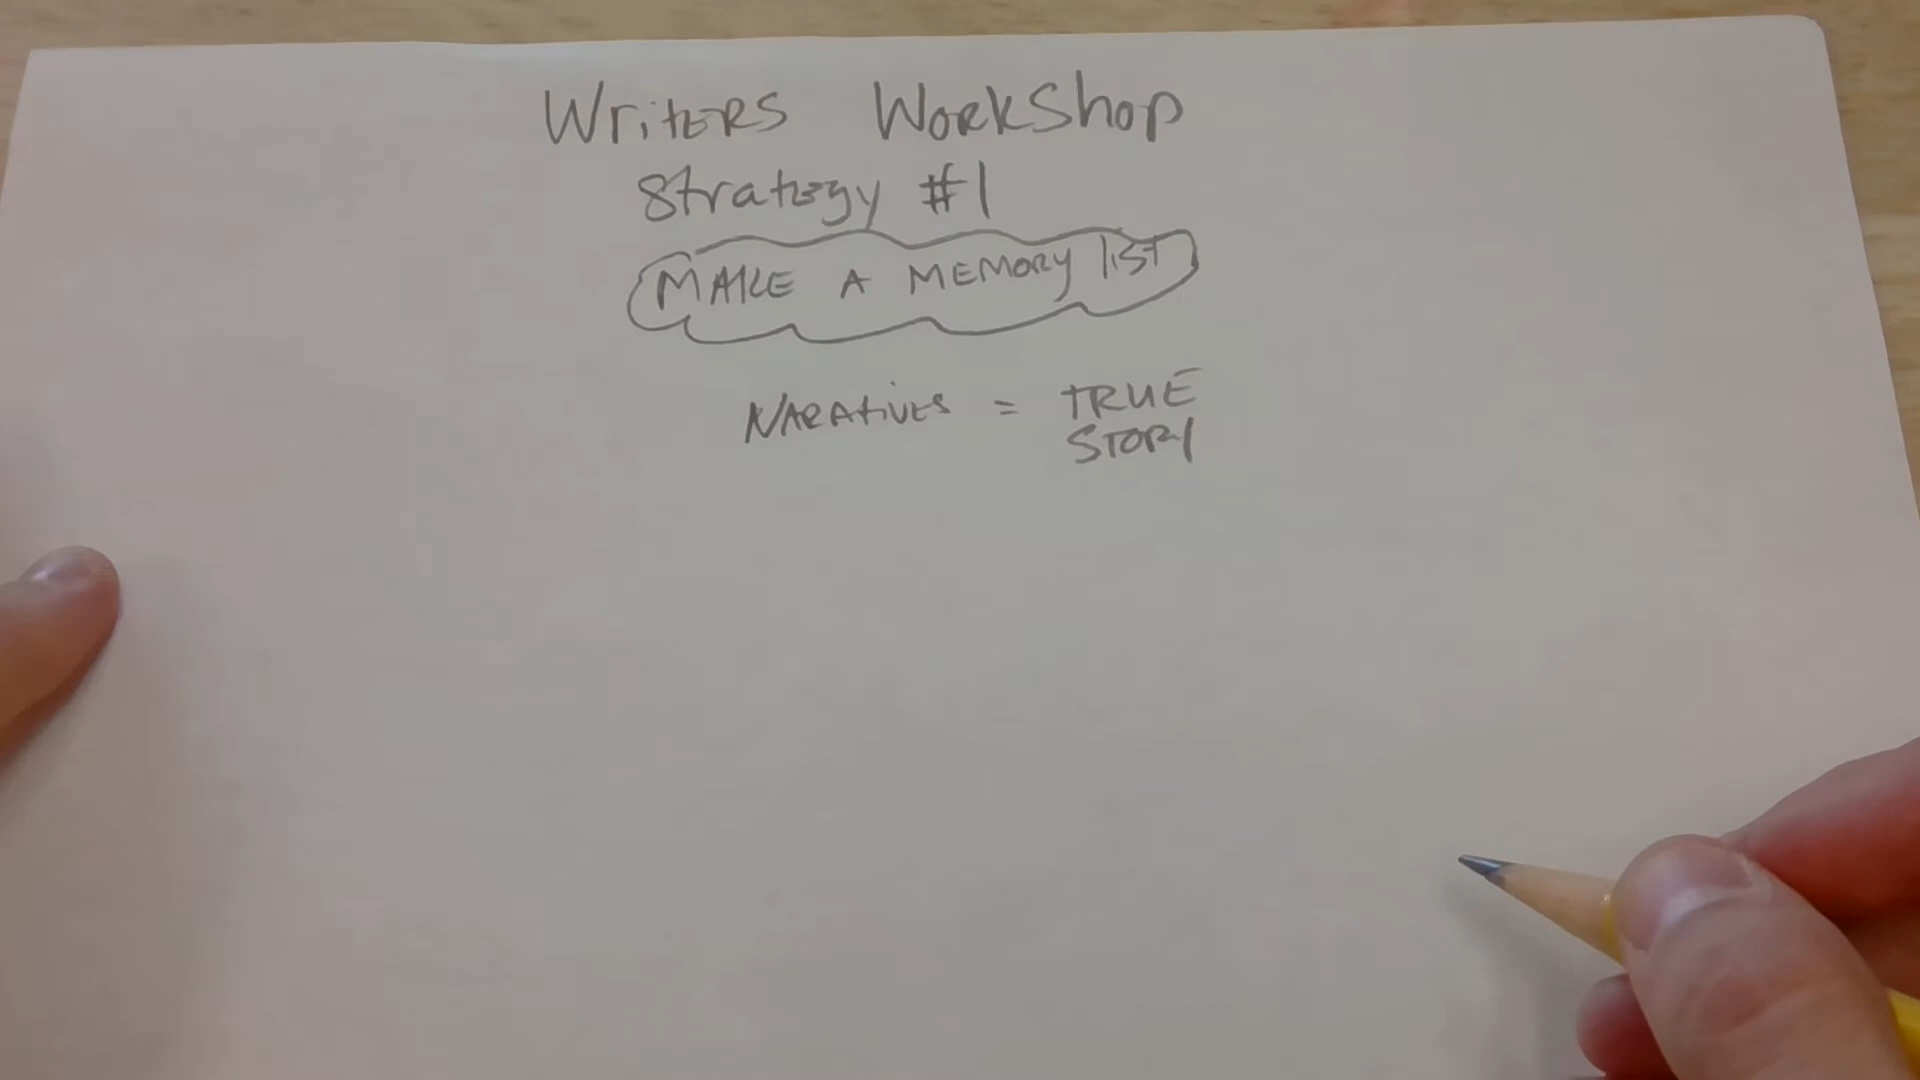 Writers Workshop
Strategy #1
MAKE A MEMORY list
NARATIVES = TRUE
STORY